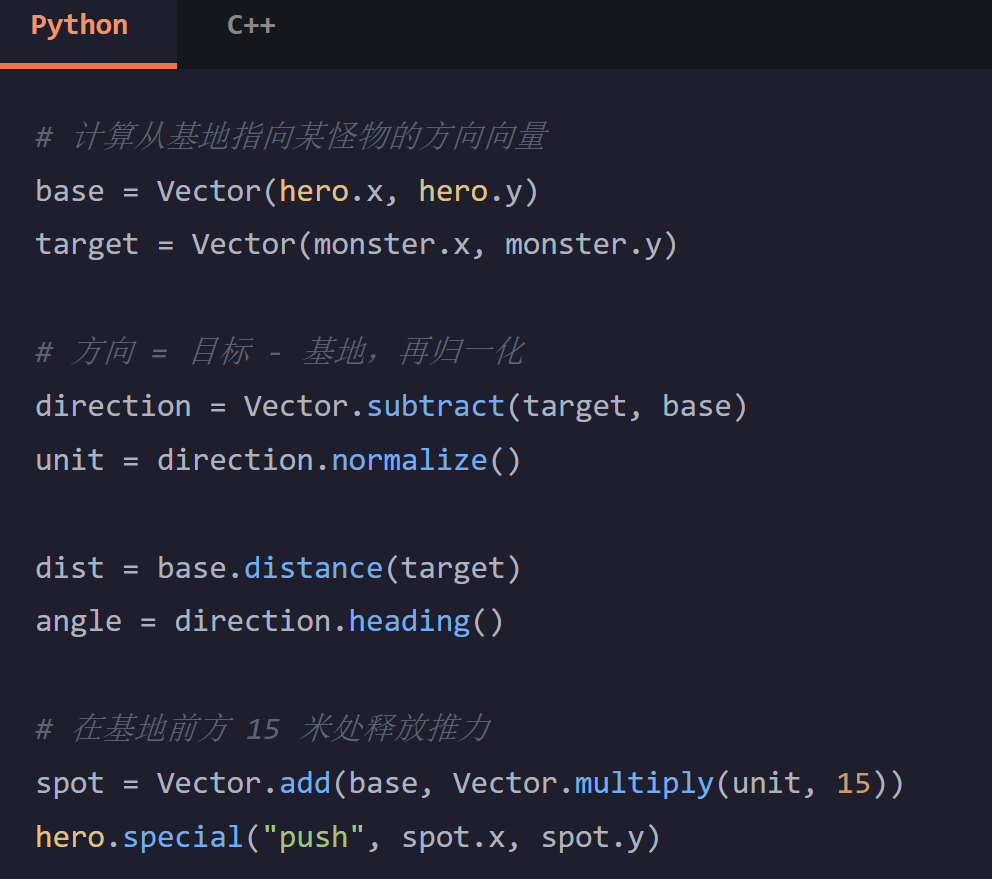 Python C++
# 计算从基地指向某怪物的方向向量
base = Vector(hero.x, hero.y)
target = Vector(monster.x, monster.y)
# 方向 = 目标 - 基地，再归一化
direction = Vector.subtract(target, base)
unit = direction.normalize()
dist = base.distance(target)
angle = direction.heading()
# 在基地前方 15 米处释放推力
spot = Vector.add(base, Vector.multiply(unit, 15))
hero.special("push", spot.x, spot.y)